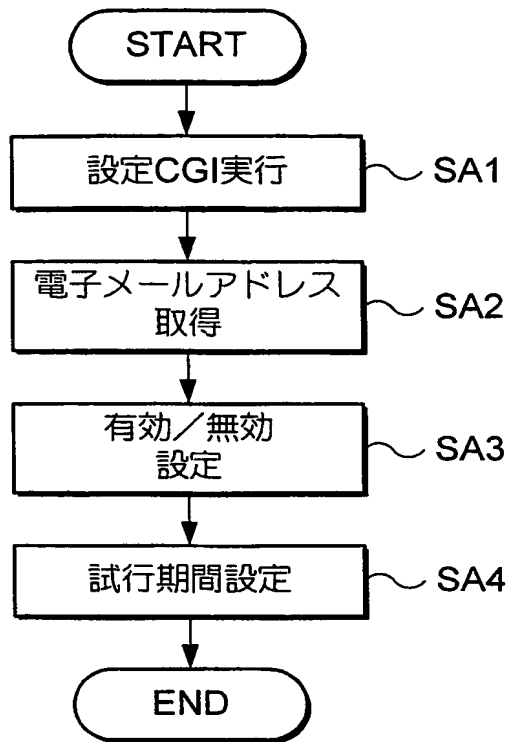 START
設定CGI実行
SA1
電子メールアドレス
取得
SA2
有効／無効
設定
SA3
試行期間設定
SA4
END